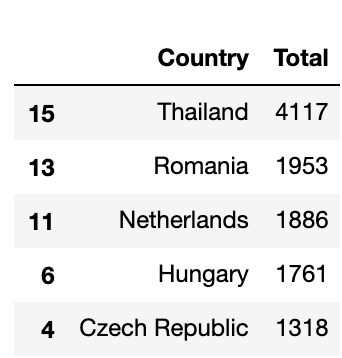 Country Total
15 Thailand 4117
13 Romania 1953
11 Netherlands 1886
6 Hungary 1761
4 Czech Republic 1318